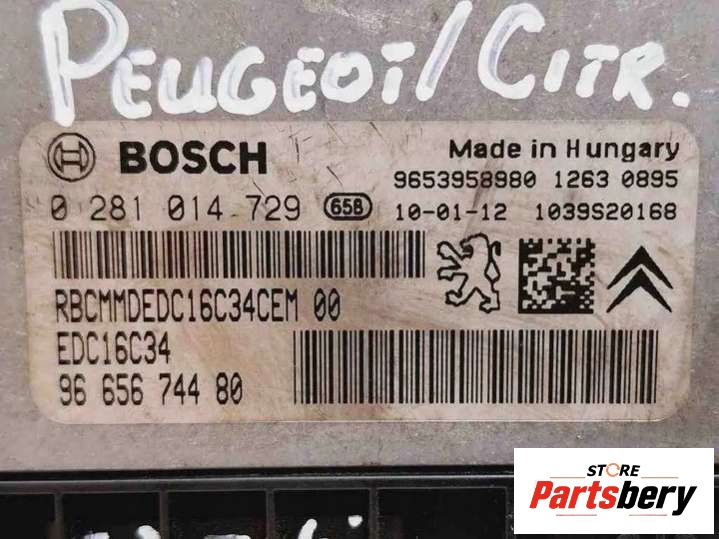 PEUGEOT/CITR.
BOSCH
Made in Hungary
9653958980 1263 0895
0 281 014 729 658 10-01-12 1039S20168
RBCMMDEDC16C34CEM 00
EDC16C34
96 656 744 80
STORE
Partsbery